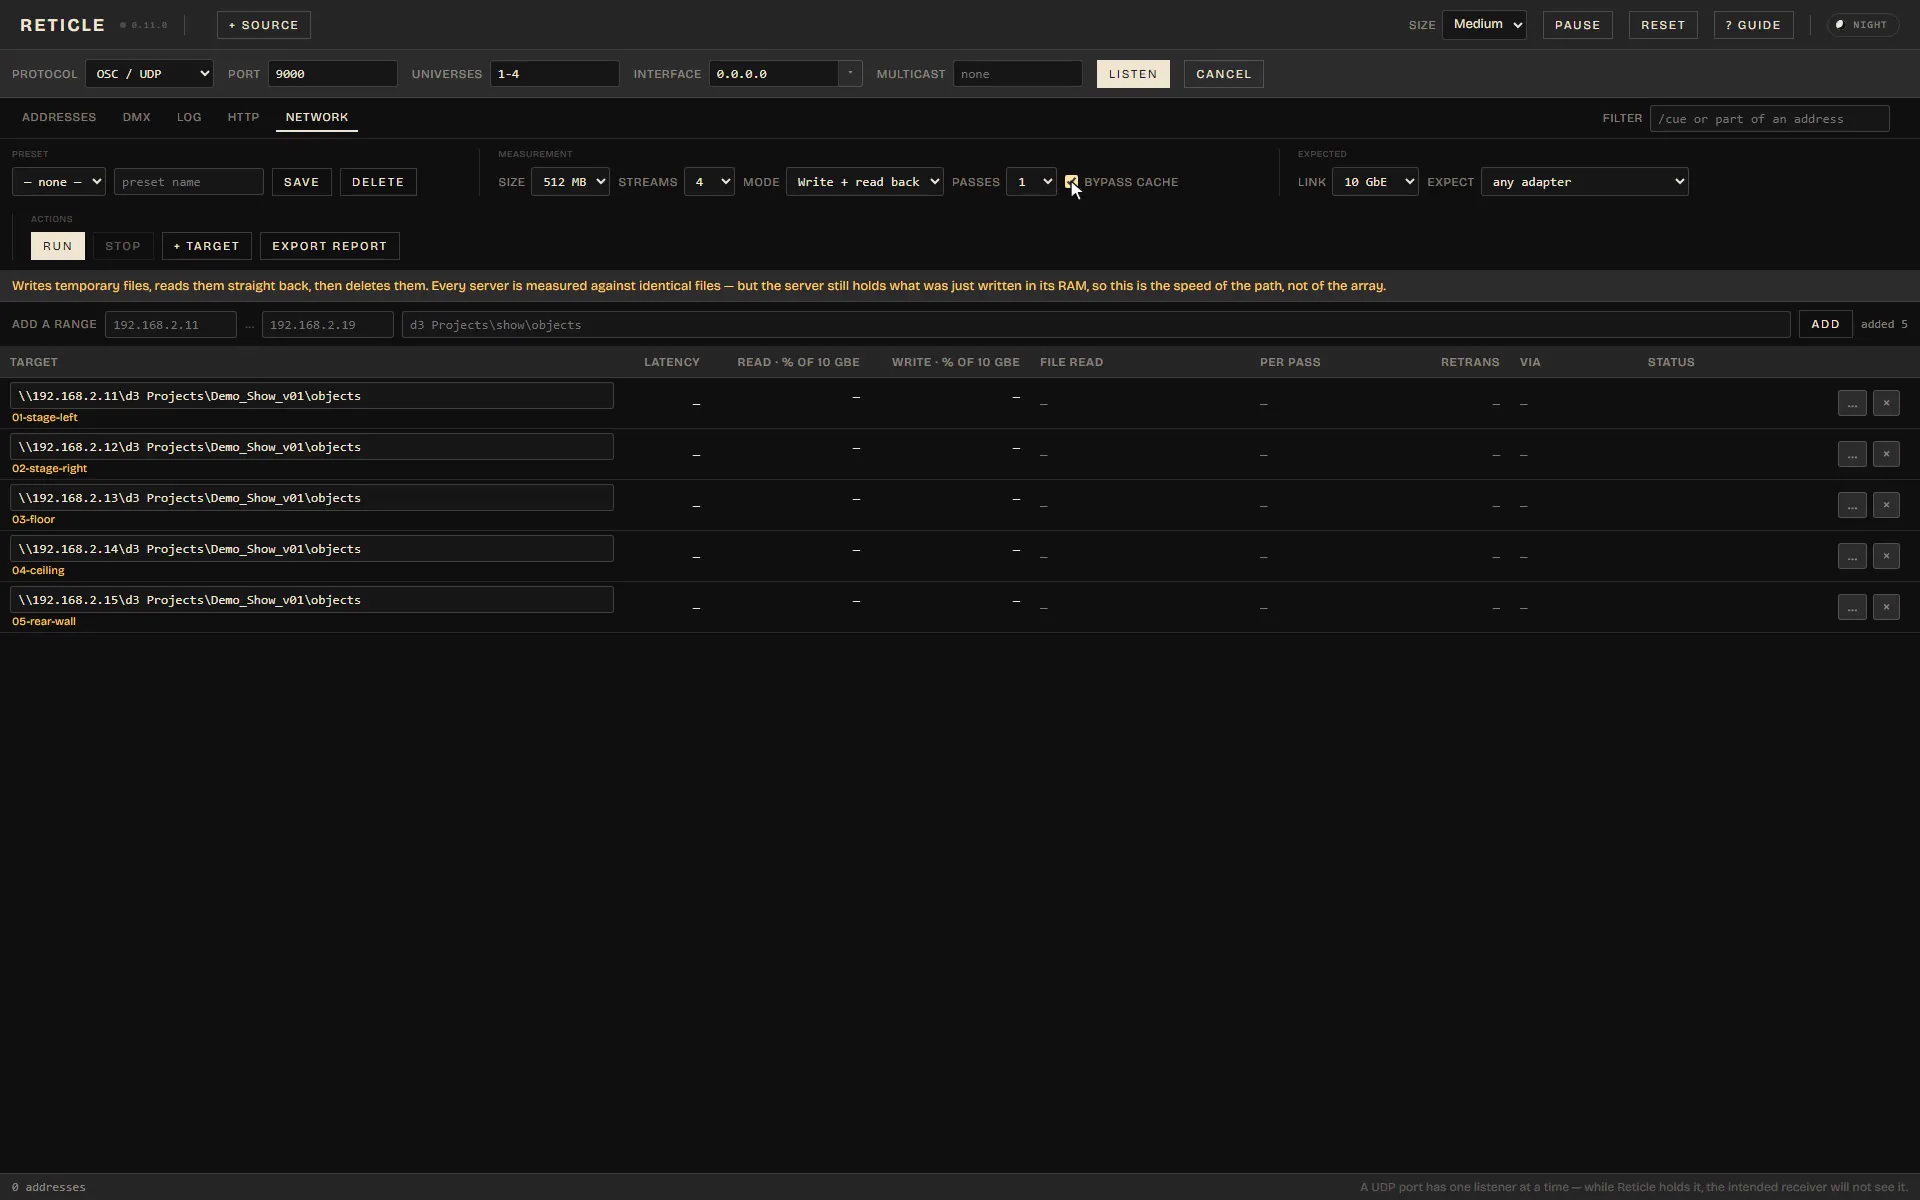 RETICLE 0.11.0 + SOURCE SIZE Medium PAUSE RESET ? GUIDE NIGHT
PROTOCOL OSC / UDP PORT 9000 UNIVERSES 1-4 INTERFACE 0.0.0.0 MULTICAST none LISTEN CANCEL
ADDRESSES DMX LOG HTTP NETWORK FILTER /cue or part of an address
PRESET MEASUREMENT EXPECTED
— none — preset name SAVE DELETE SIZE 512 MB STREAMS 4 MODE Write + read back PASSES 1 BYPASS CACHE LINK 10 GbE EXPECT any adapter
ACTIONS
RUN STOP + TARGET EXPORT REPORT
Writes temporary files, reads them straight back, then deletes them. Every server is measured against identical files — but the server still holds what was just written in its RAM, so this is the speed of the path, not of the array.
ADD A RANGE 192.168.2.11 … 192.168.2.19 d3 Projects\show\objects ADD added 5
TARGET LATENCY READ · % OF 10 GBE WRITE · % OF 10 GBE FILE READ PER PASS RETRANS VIA STATUS
\\192.168.2.11\d3 Projects\Demo_Show_v01\objects — — — — — — — … ×
01-stage-left
\\192.168.2.12\d3 Projects\Demo_Show_v01\objects — — — — — — — … ×
02-stage-right
\\192.168.2.13\d3 Projects\Demo_Show_v01\objects — — — — — — — … ×
03-floor
\\192.168.2.14\d3 Projects\Demo_Show_v01\objects — — — — — — — … ×
04-ceiling
\\192.168.2.15\d3 Projects\Demo_Show_v01\objects — — — — — — — … ×
05-rear-wall
0 addresses A UDP port has one listener at a time — while Reticle holds it, the intended receiver will not see it.